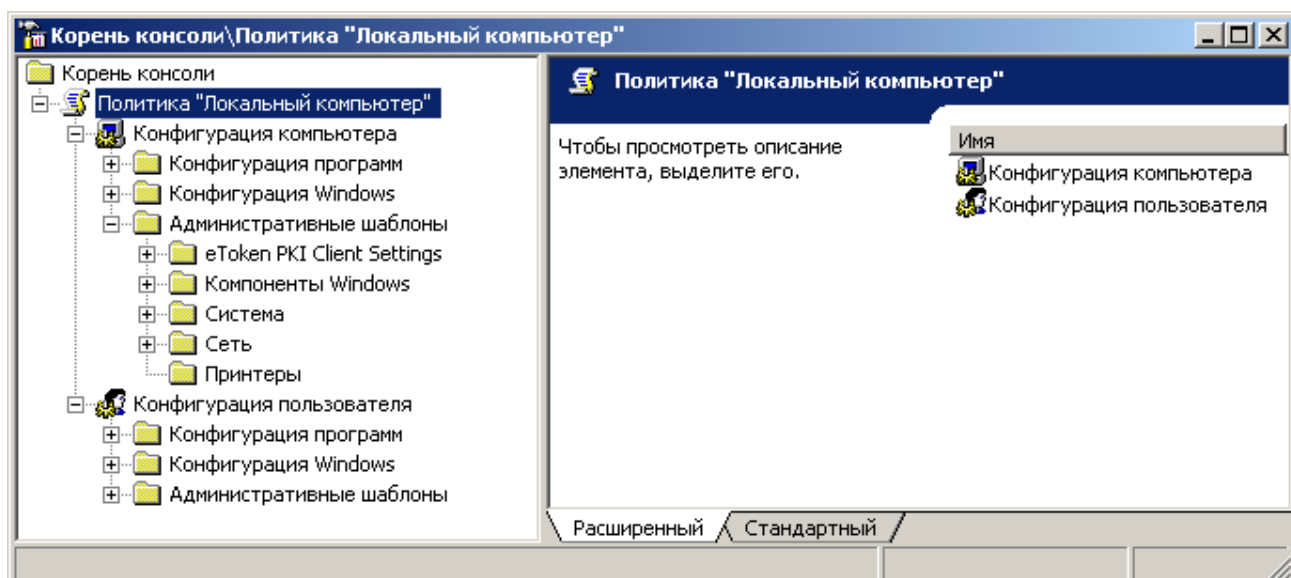 Корень консоли\Политика "Локальный компьютер"
Корень консоли
Политика "Локальный компьютер"
Конфигурация компьютера
Конфигурация программ
Конфигурация Windows
Административные шаблоны
eToken PKI Client Settings
Компоненты Windows
Система
Сеть
Принтеры
Конфигурация пользователя
Конфигурация программ
Конфигурация Windows
Административные шаблоны
Политика "Локальный компьютер"
Чтобы просмотреть описание
элемента, выделите его.
Имя
Конфигурация компьютера
Конфигурация пользователя
Расширенный
Стандартный